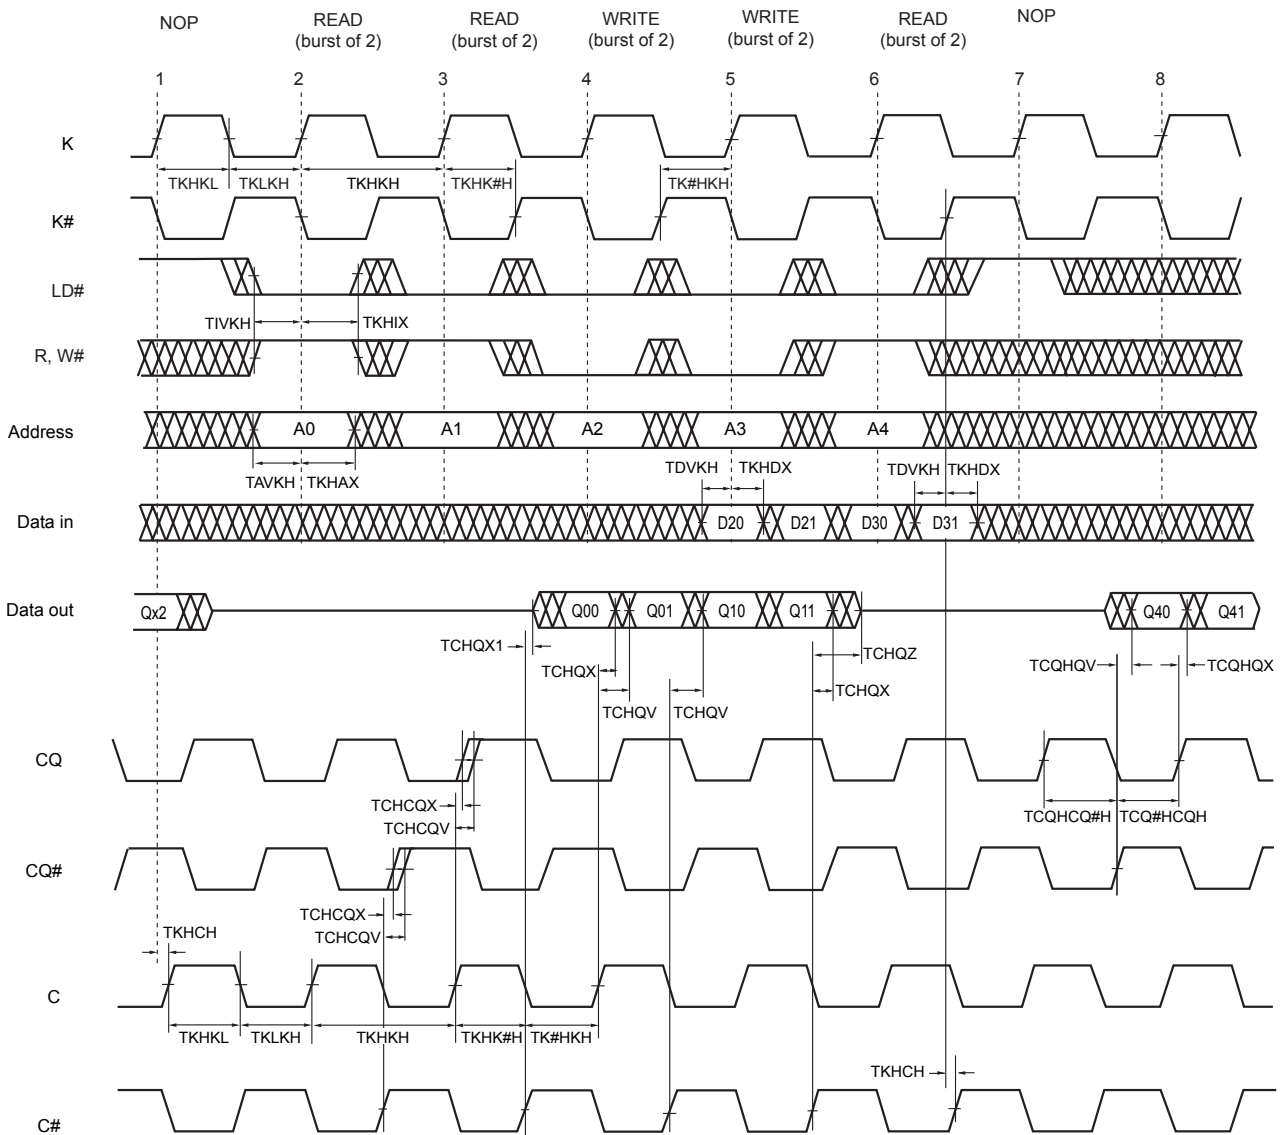 NOP READ READ WRITE WRITE READ NOP
(burst of 2) (burst of 2) (burst of 2) (burst of 2) (burst of 2)
1 2 3 4 5 6 7 8
K
TKHKL TKLKH TKHKH TKHK#H TK#HKH
K#
LD#
TIVKH TKHIX
R, W#
Address A0 A1 A2 A3 A4
TAVKH TKHAX TDVKH TKHDX TDVKH TKHDX
Data in D20 D21 D30 D31
Data out Qx2 Q00 Q01 Q10 Q11 Q40 Q41
TCHQX1 TCHQZ
TCHQX TCQHQV TCQHQX
TCHQX
TCHQV TCHQV
CQ
TCHCQX TCQHCQ#H TCQ#HCQH
TCHCQV
CQ#
TCHCQX
TCHCQV
TKHCH
C
TKHKL TKLKH TKHKH TKHK#H TK#HKH
TKHCH
C#